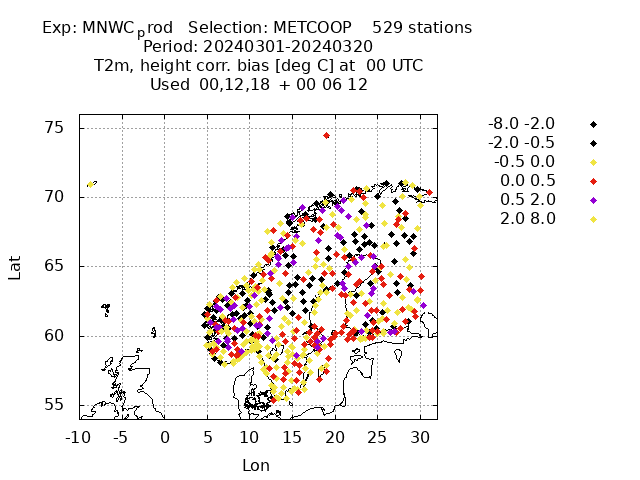 Exp: MNWC_prod   Selection: METCOOP    529 stations
Period: 20240301-20240320
T2m, height corr. bias [deg C] at  00 UTC
Used 00,12,18 + 00 06 12
-8.0 -2.0
-2.0 -0.5
-0.5 0.0
0.0 0.5
0.5 2.0
2.0 8.0
75
70
65
60
55
Lat
-10 -5 0 5 10 15 20 25 30
Lon